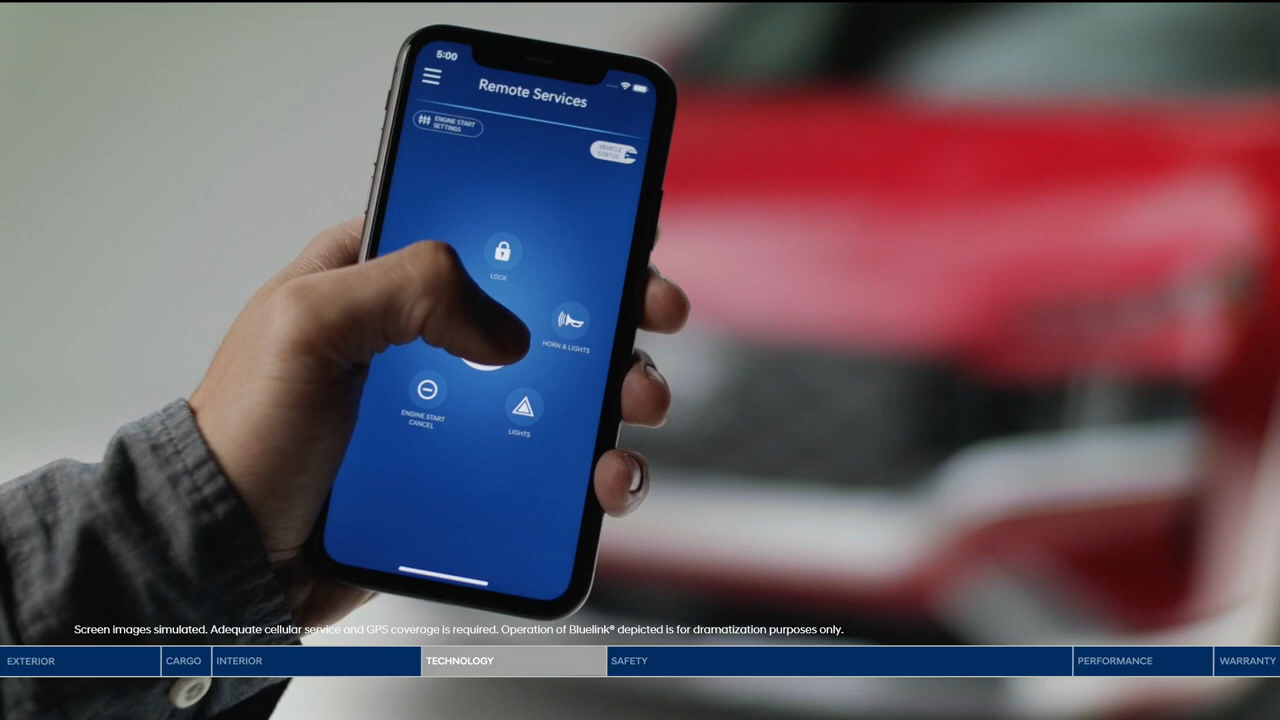 5:00
Remote Services
ENGINE START
SETTINGS
VEHICLE
STATUS
LOCK
HORN & LIGHTS
ENGINE START
CANCEL
LIGHTS
Screen images simulated. Adequate cellular service and GPS coverage is required. Operation of Bluelink® depicted is for dramatization purposes only.
EXTERIOR
CARGO
INTERIOR
TECHNOLOGY
SAFETY
PERFORMANCE
WARRANTY